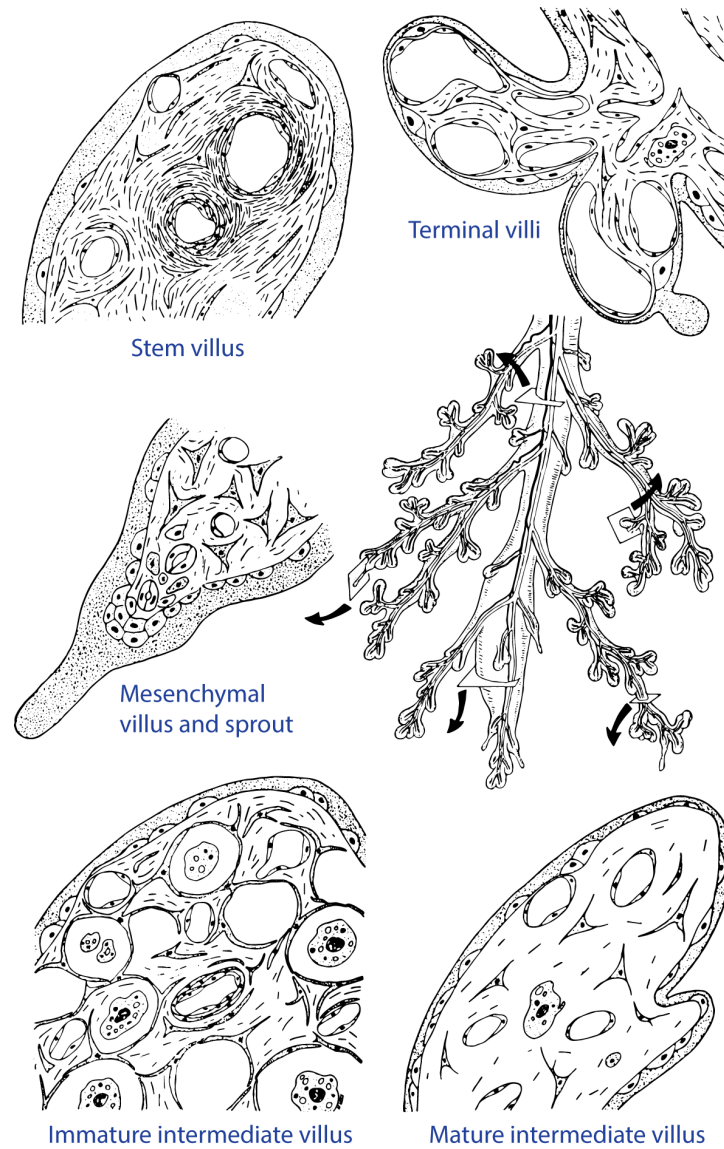 Stem villus
Terminal villi
Mesenchymal
villus and sprout
Immature intermediate villus
Mature intermediate villus